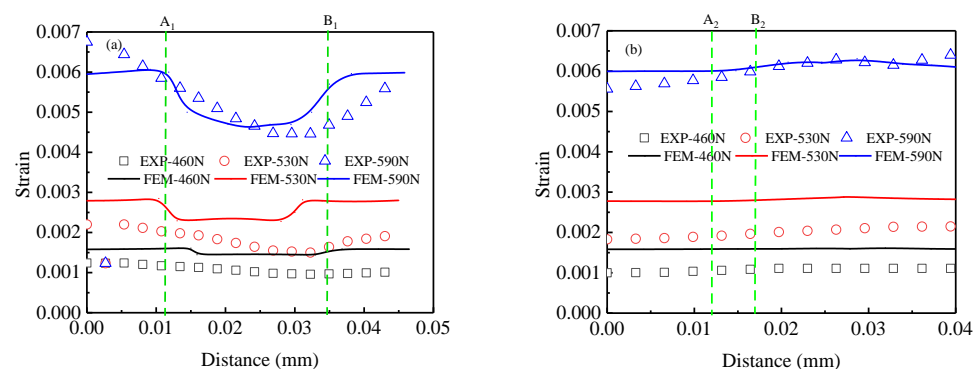 A1 B1
(a)
0.007
0.006
0.005
0.004
0.003
0.002
0.001
0.000
Strain
EXP-460N EXP-530N EXP-590N
FEM-460N FEM-530N FEM-590N
0.00 0.01 0.02 0.03 0.04 0.05
Distance (mm)
A2 B2
(b)
0.007
0.006
0.005
0.004
0.003
0.002
0.001
0.000
Strain
EXP-460N EXP-530N EXP-590N
FEM-460N FEM-530N FEM-590N
0.00 0.01 0.02 0.03 0.04
Distance (mm)